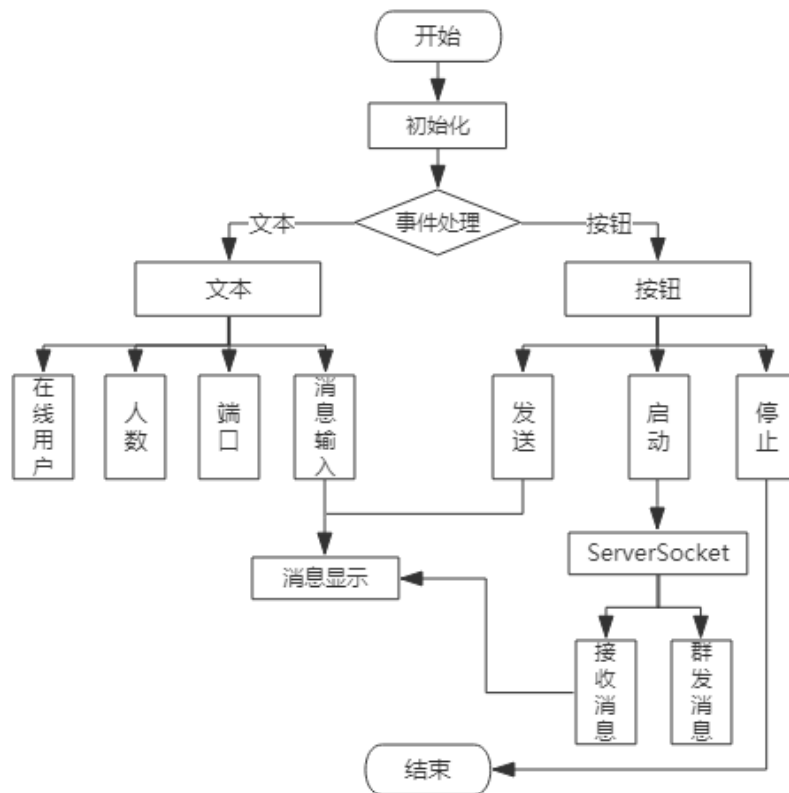 开始
初始化
事件处理
文本
按钮
文本
按钮
在线用户
人数
端口
消息输入
发送
启动
停止
ServerSocket
消息显示
接收消息
群发消息
结束